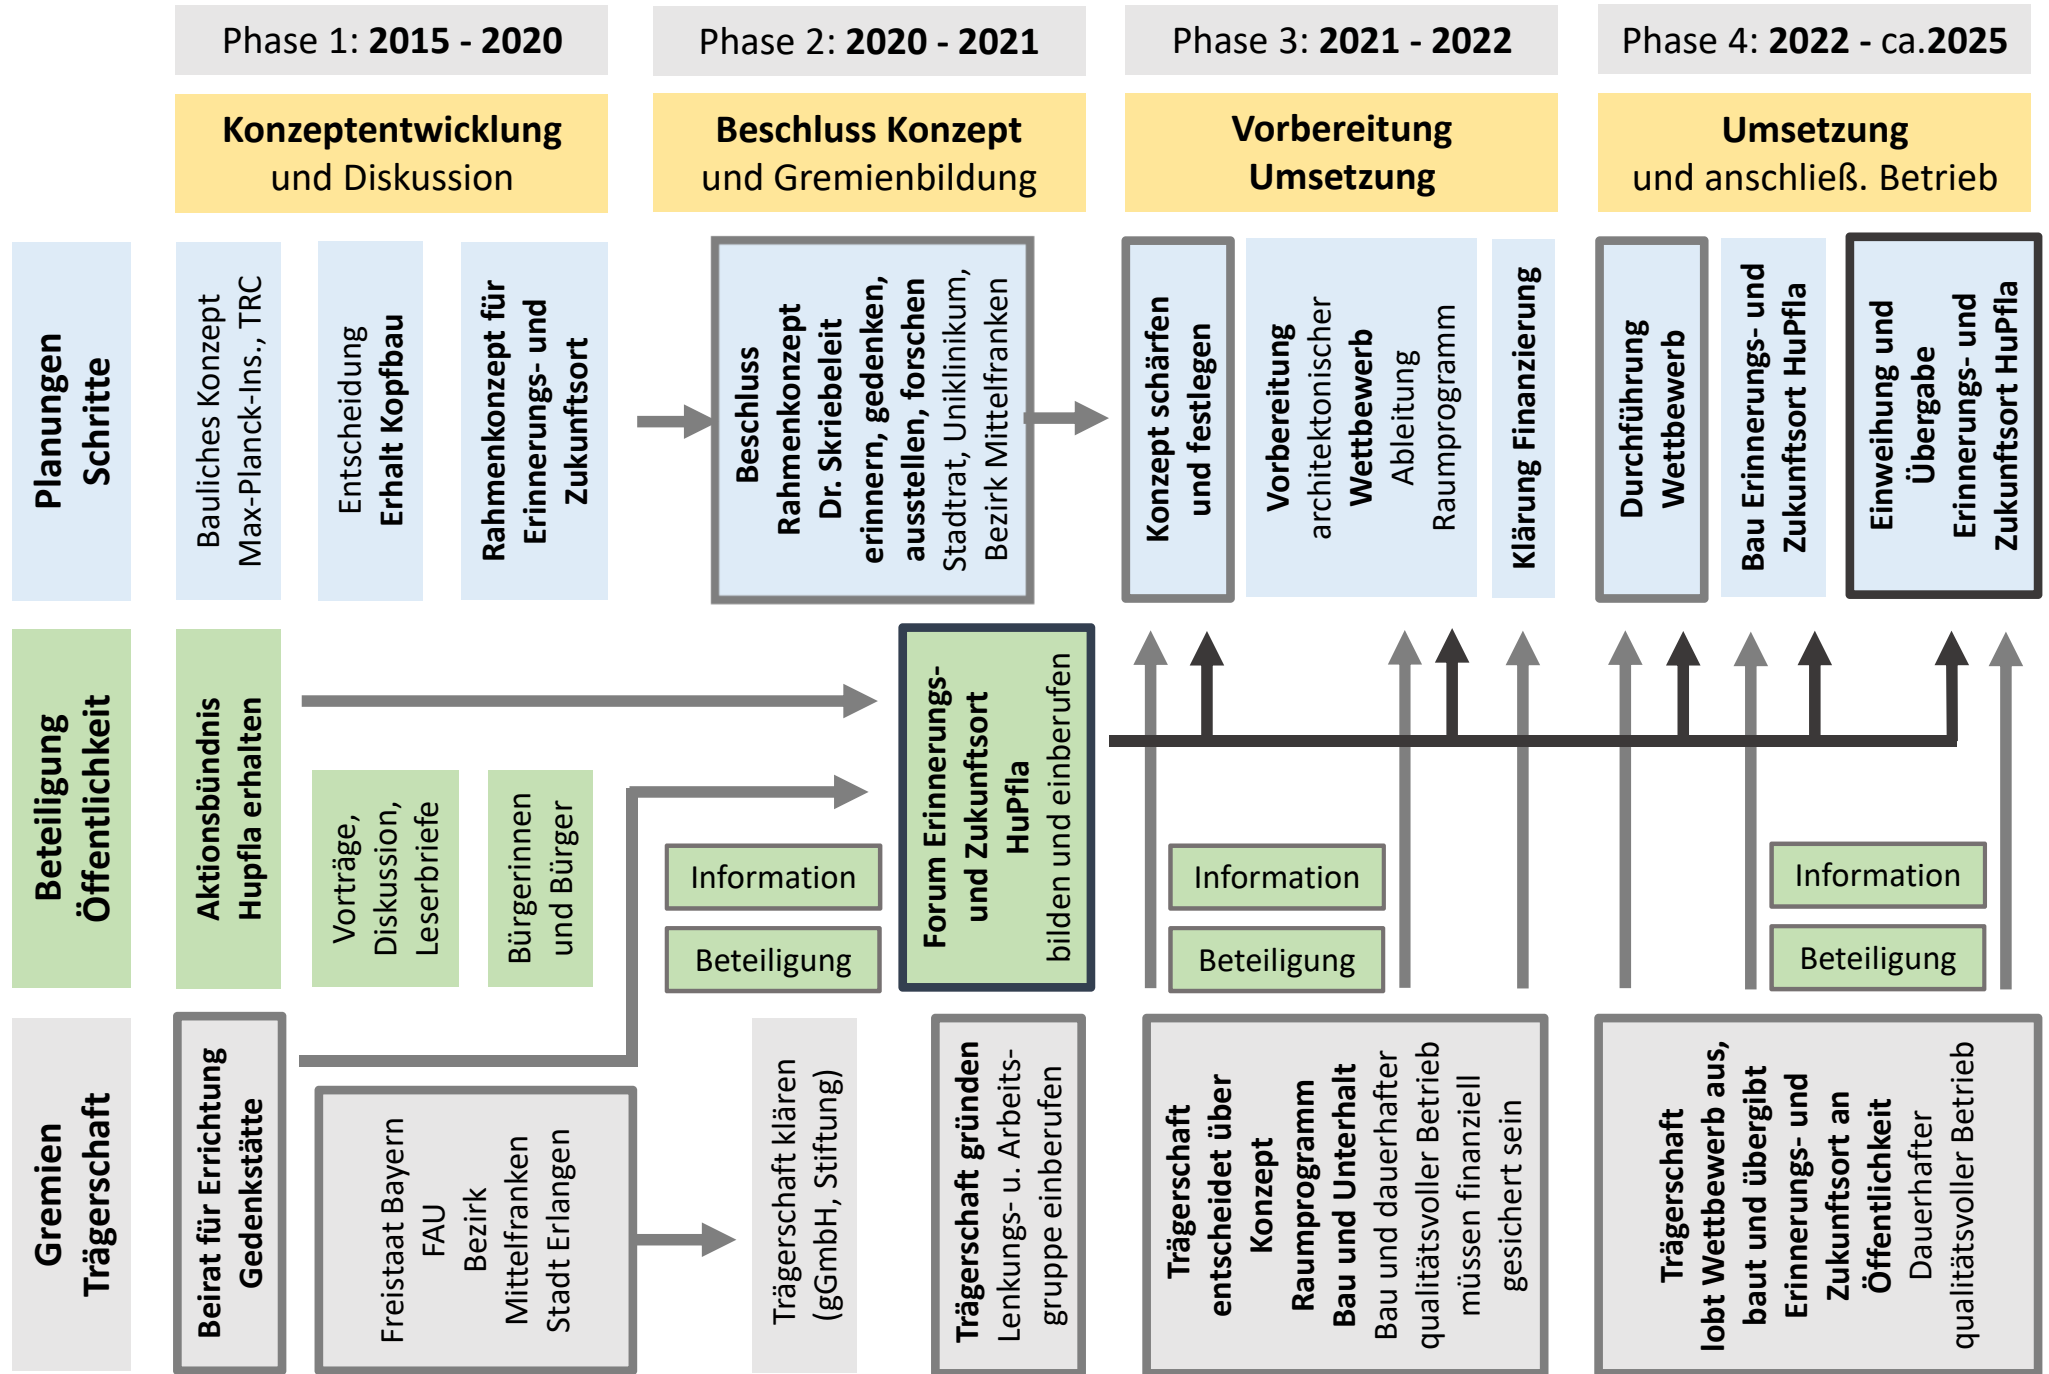 Phase 1: 2015 - 2020
Phase 2: 2020 - 2021
Phase 3: 2021 - 2022
Phase 4: 2022 - ca.2025
Konzeptentwicklung
und Diskussion
Beschluss Konzept
und Gremienbildung
Vorbereitung
Umsetzung
Umsetzung
und anschließ. Betrieb
Planungen
Schritte
Bauliches Konzept
Max-Planck-Ins., TRC
Entscheidung
Erhalt Kopfbau
Rahmenkonzept für
Erinnerungs- und
Zukunftsort
Beschluss
Rahmenkonzept
Dr. Skriebeleit
erinnern, gedenken,
ausstellen, forschen
Stadtrat, Uniklinikum,
Bezirk Mittelfranken
Konzept schärfen
und festlegen
Vorbereitung
architektonischer
Wettbewerb
Ableitung
Raumprogramm
Klärung Finanzierung
Durchführung
Wettbewerb
Bau Erinnerungs- und
Zukunftsort HuPfla
Einweihung und
Übergabe
Erinnerungs- und
Zukunftsort HuPfla
Beteiligung
Öffentlichkeit
Aktionsbündnis
Hupfla erhalten
Vorträge,
Diskussion,
Leserbriefe
Bürgerinnen
und Bürger
Information
Beteiligung
Forum Erinnerungs-
und Zukunftsort
HuPfla
bilden und einberufen
Information
Beteiligung
Information
Beteiligung
Gremien
Trägerschaft
Beirat für Errichtung
Gedenkstätte
Freistaat Bayern
FAU
Bezirk
Mittelfranken
Stadt Erlangen
Trägerschaft klären
(gGmbH, Stiftung)
Trägerschaft gründen
Lenkungs- u. Arbeits-
gruppe einberufen
Trägerschaft
entscheidet über
Konzept
Raumprogramm
Bau und Unterhalt
Bau und dauerhafter
qualitätsvoller Betrieb
müssen finanziell
gesichert sein
Trägerschaft
lobt Wettbewerb aus,
baut und übergibt
Erinnerungs- und
Zukunftsort an
Öffentlichkeit
Dauerhafter
qualitätsvoller Betrieb